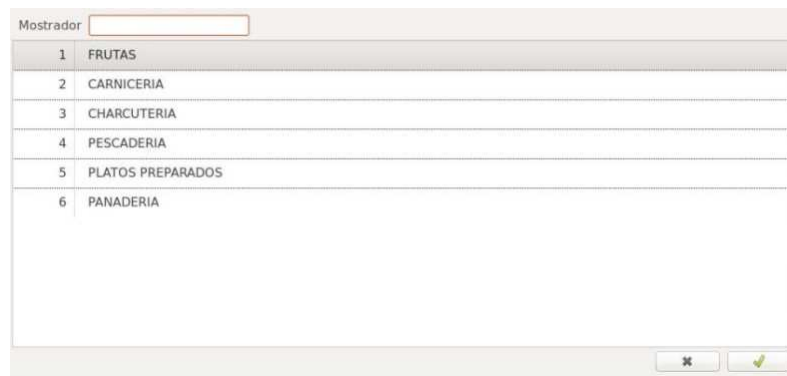 Mostrador
1 FRUTAS
2 CARNICERIA
3 CHARCUTERIA
4 PESCADERIA
5 PLATOS PREPARADOS
6 PANADERIA